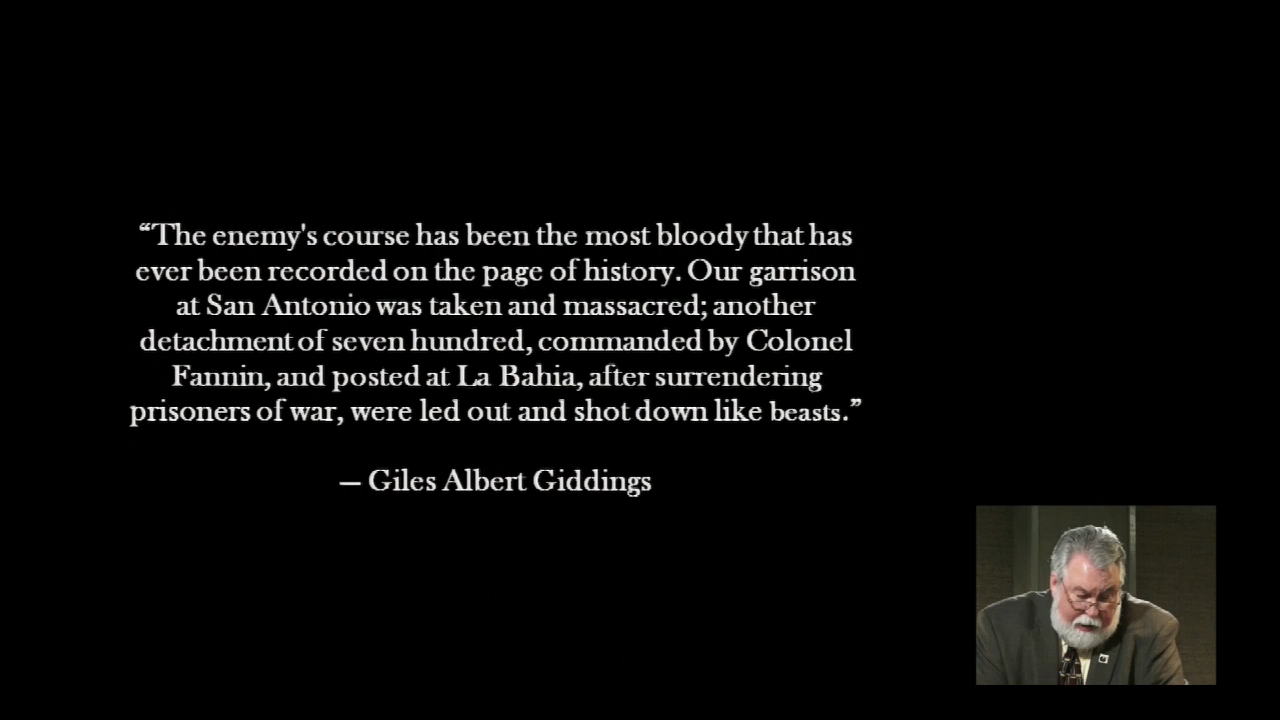 “The enemy's course has been the most bloody that has
ever been recorded on the page of history. Our garrison
at San Antonio was taken and massacred; another
detachment of seven hundred, commanded by Colonel
Fannin, and posted at La Bahia, after surrendering
prisoners of war, were led out and shot down like beasts.”
— Giles Albert Giddings